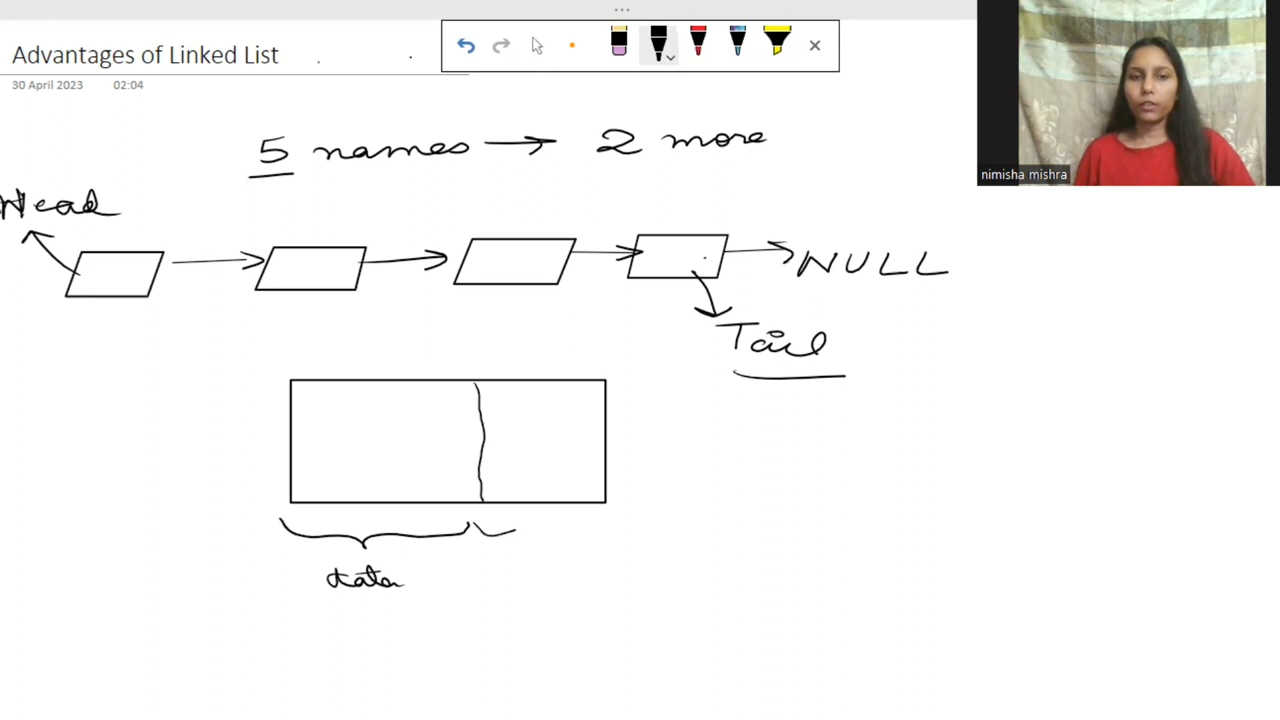 Advantages of Linked List
30 April 2023 02:04
5 names → 2 more
Head
NULL
Tail
data
nimisha mishra